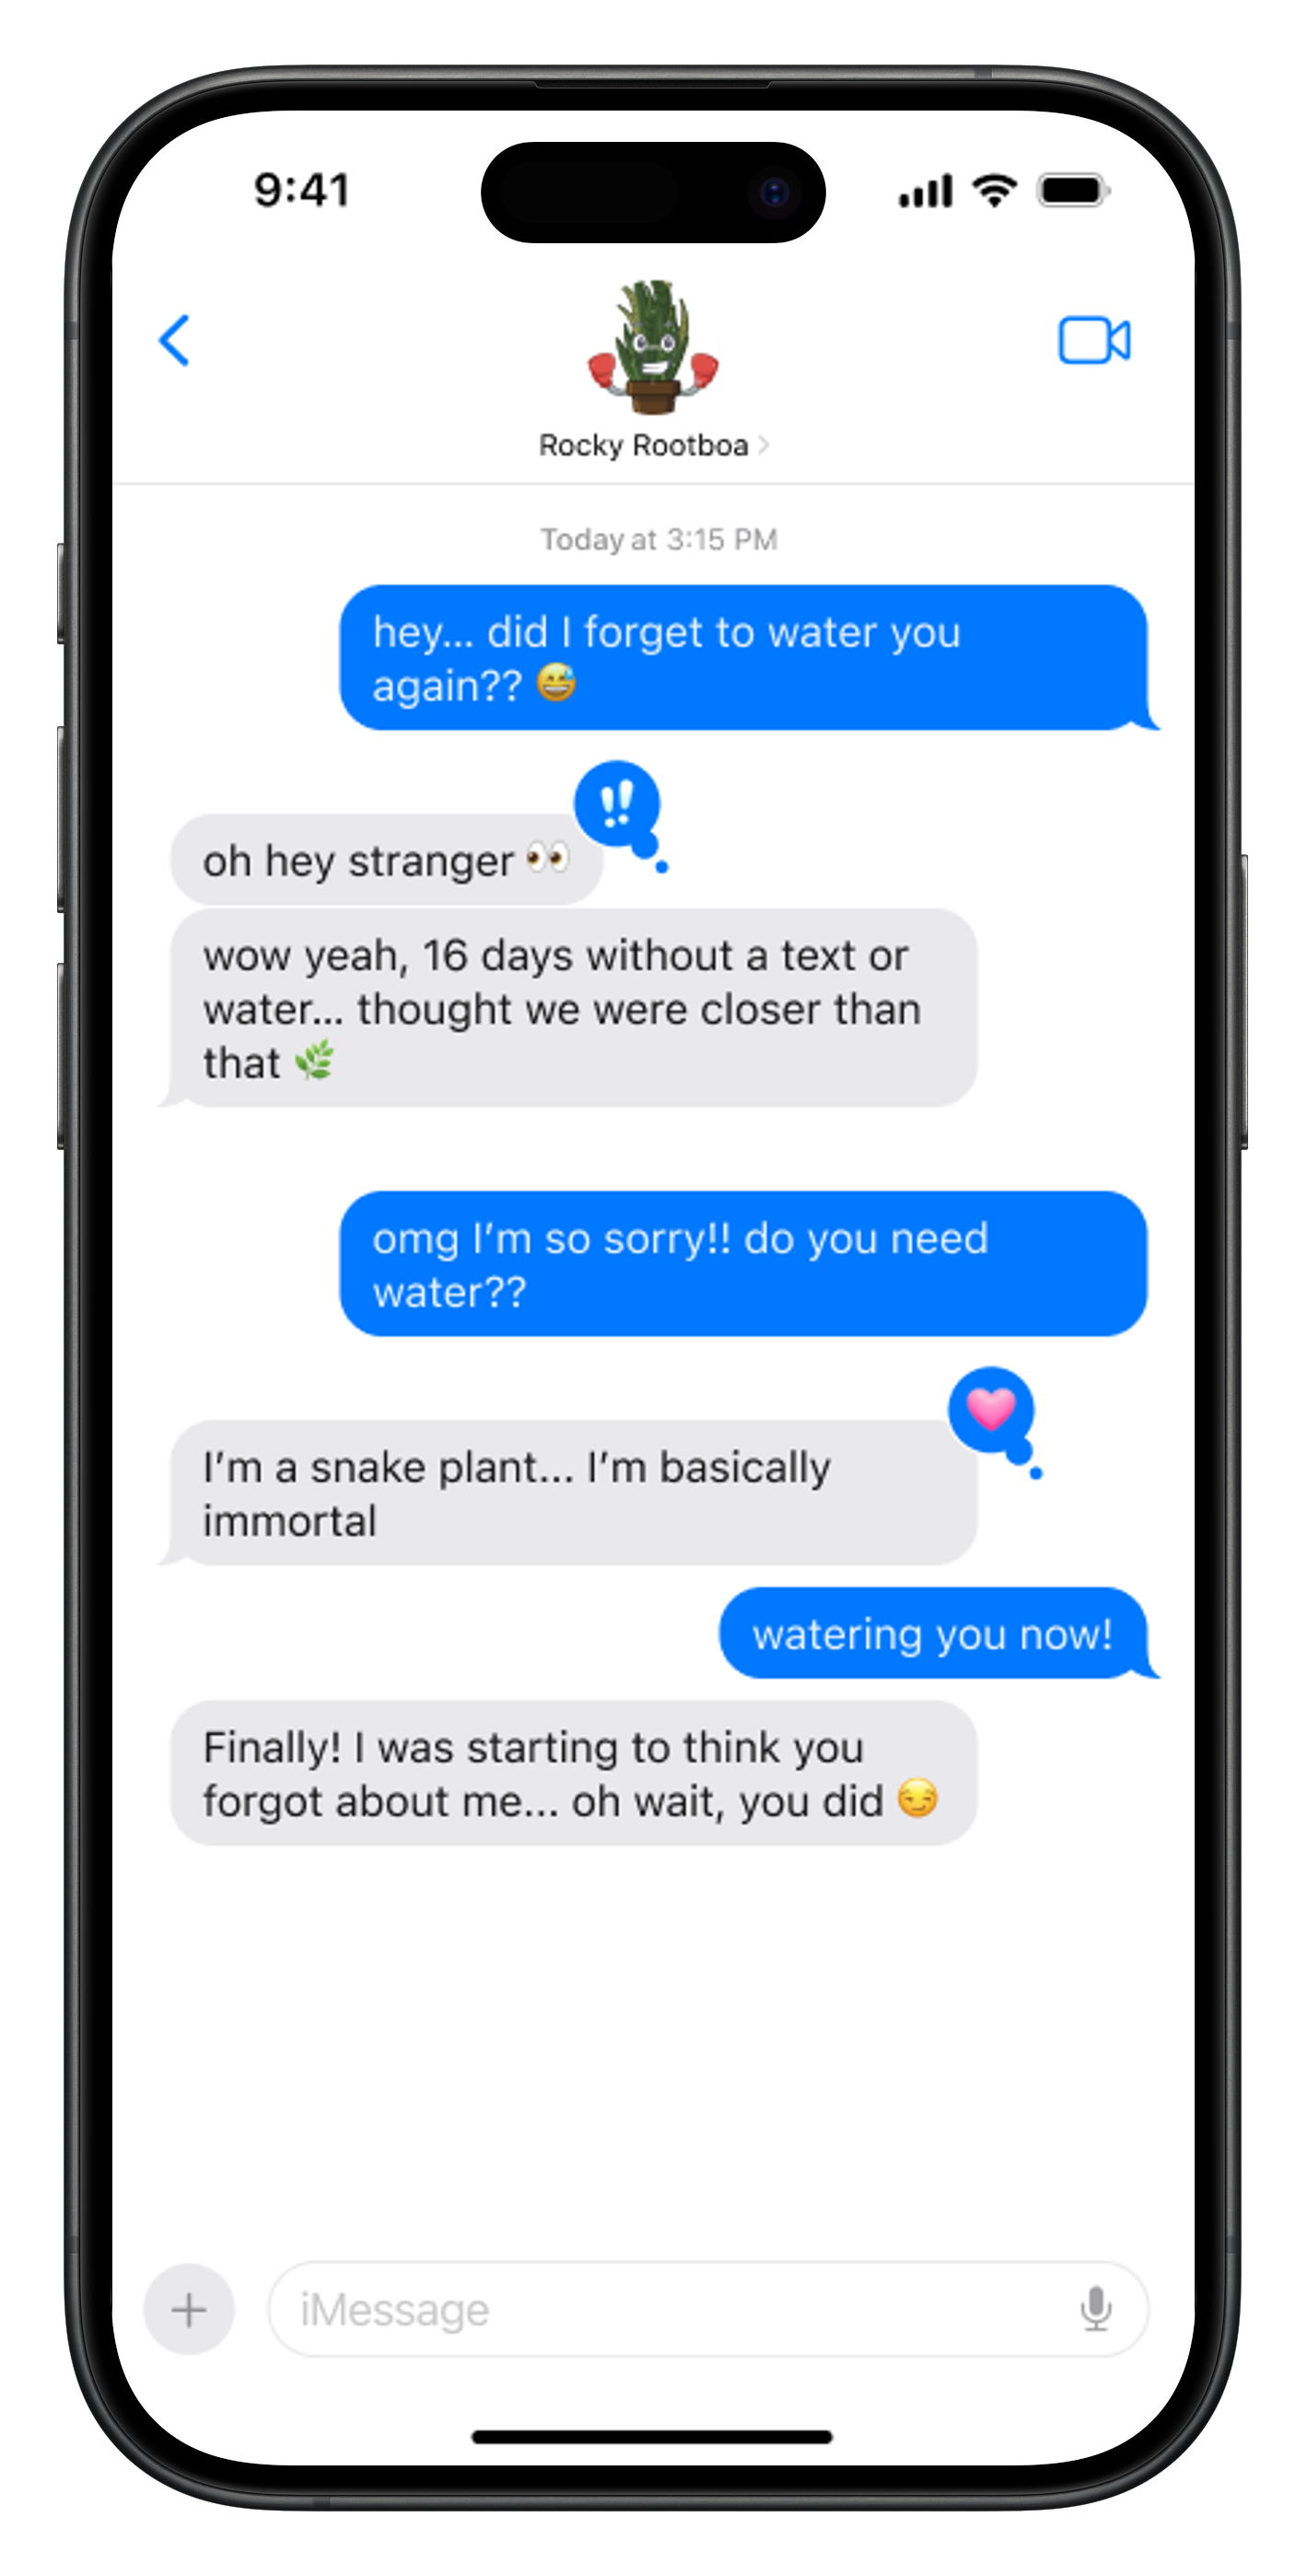 9:41
Rocky Rootboa
Today at 3:15 PM
hey... did I forget to water you
again?? 😅
‼
oh hey stranger 👀
wow yeah, 16 days without a text or
water... thought we were closer than
that 🌿
omg I’m so sorry!! do you need
water??
I’m a snake plant... I’m basically
immortal
watering you now!
Finally! I was starting to think you
forgot about me... oh wait, you did 😏
iMessage